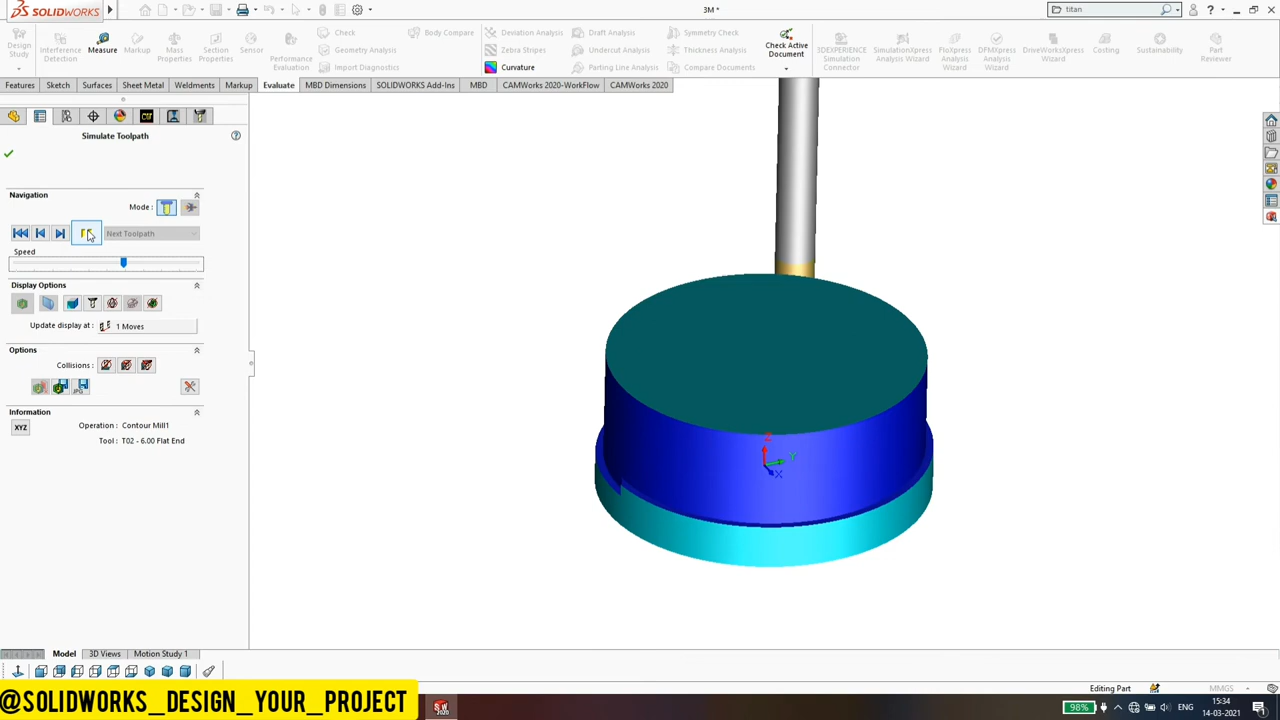 SOLIDWORKS
3M *
titan
Design Study
Interference Detection
Measure
Markup
Mass Properties
Section Properties
Sensor
Performance Evaluation
Check
Geometry Analysis
Import Diagnostics
Body Compare
Deviation Analysis
Zebra Stripes
Curvature
Draft Analysis
Undercut Analysis
Parting Line Analysis
Symmetry Check
Thickness Analysis
Compare Documents
Check Active Document
3DEXPERIENCE Simulation Connector
SimulationXpress Analysis Wizard
FloXpress Analysis Wizard
DFMXpress Analysis Wizard
DriveWorksXpress Wizard
Costing
Sustainability
Part Reviewer
Features Sketch Surfaces Sheet Metal Weldments Markup Evaluate MBD Dimensions SOLIDWORKS Add-Ins MBD CAMWorks 2020-WorkFlow CAMWorks 2020
Simulate Toolpath
Navigation
Mode :
Next Toolpath
Speed
Display Options
Update display at : 1 Moves
Options
Collisions :
Information
XYZ
Operation : Contour Mill1
Tool : T02 - 6.00 Flat End
Z
Y
X
Model 3D Views Motion Study 1
@SOLIDWORKS_DESIGN_YOUR_PROJECT
Editing Part
MMGS
98%
ENG
15:34
14-03-2021